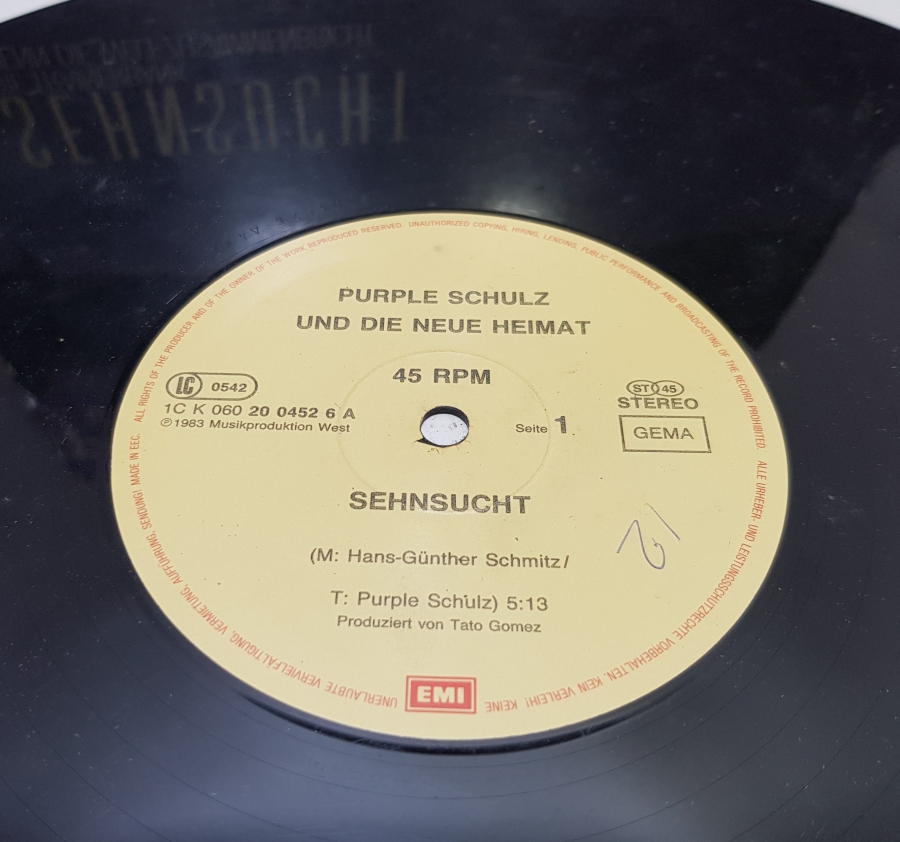 PURPLE SCHULZ
UND DIE NEUE HEIMAT
45 RPM
LC 0542
1C K 060 20 0452 6 A
℗1983 Musikproduktion West
Seite 1
ST 45
STEREO
GEMA
SEHNSUCHT
(M: Hans-Günther Schmitz/
T: Purple Schulz) 5:13
Produziert von Tato Gomez
EMI
ALL RIGHTS OF THE PRODUCER AND OF THE OWNER OF THE WORK REPRODUCED RESERVED. UNAUTHORIZED COPYING, HIRING, LENDING, PUBLIC PERFORMANCE AND BROADCASTING OF THE RECORD PROHIBITED. ALLE URHEBER- UND LEISTUNGSSCHUTZRECHTE VORBEHALTEN. KEIN VERLEIH! KEINE UNERLAUBTE VERVIELFÄLTIGUNG, VERMIETUNG, AUFFÜHRUNG, SENDUNG! MADE IN EEC.
12
SEHNSUCHT